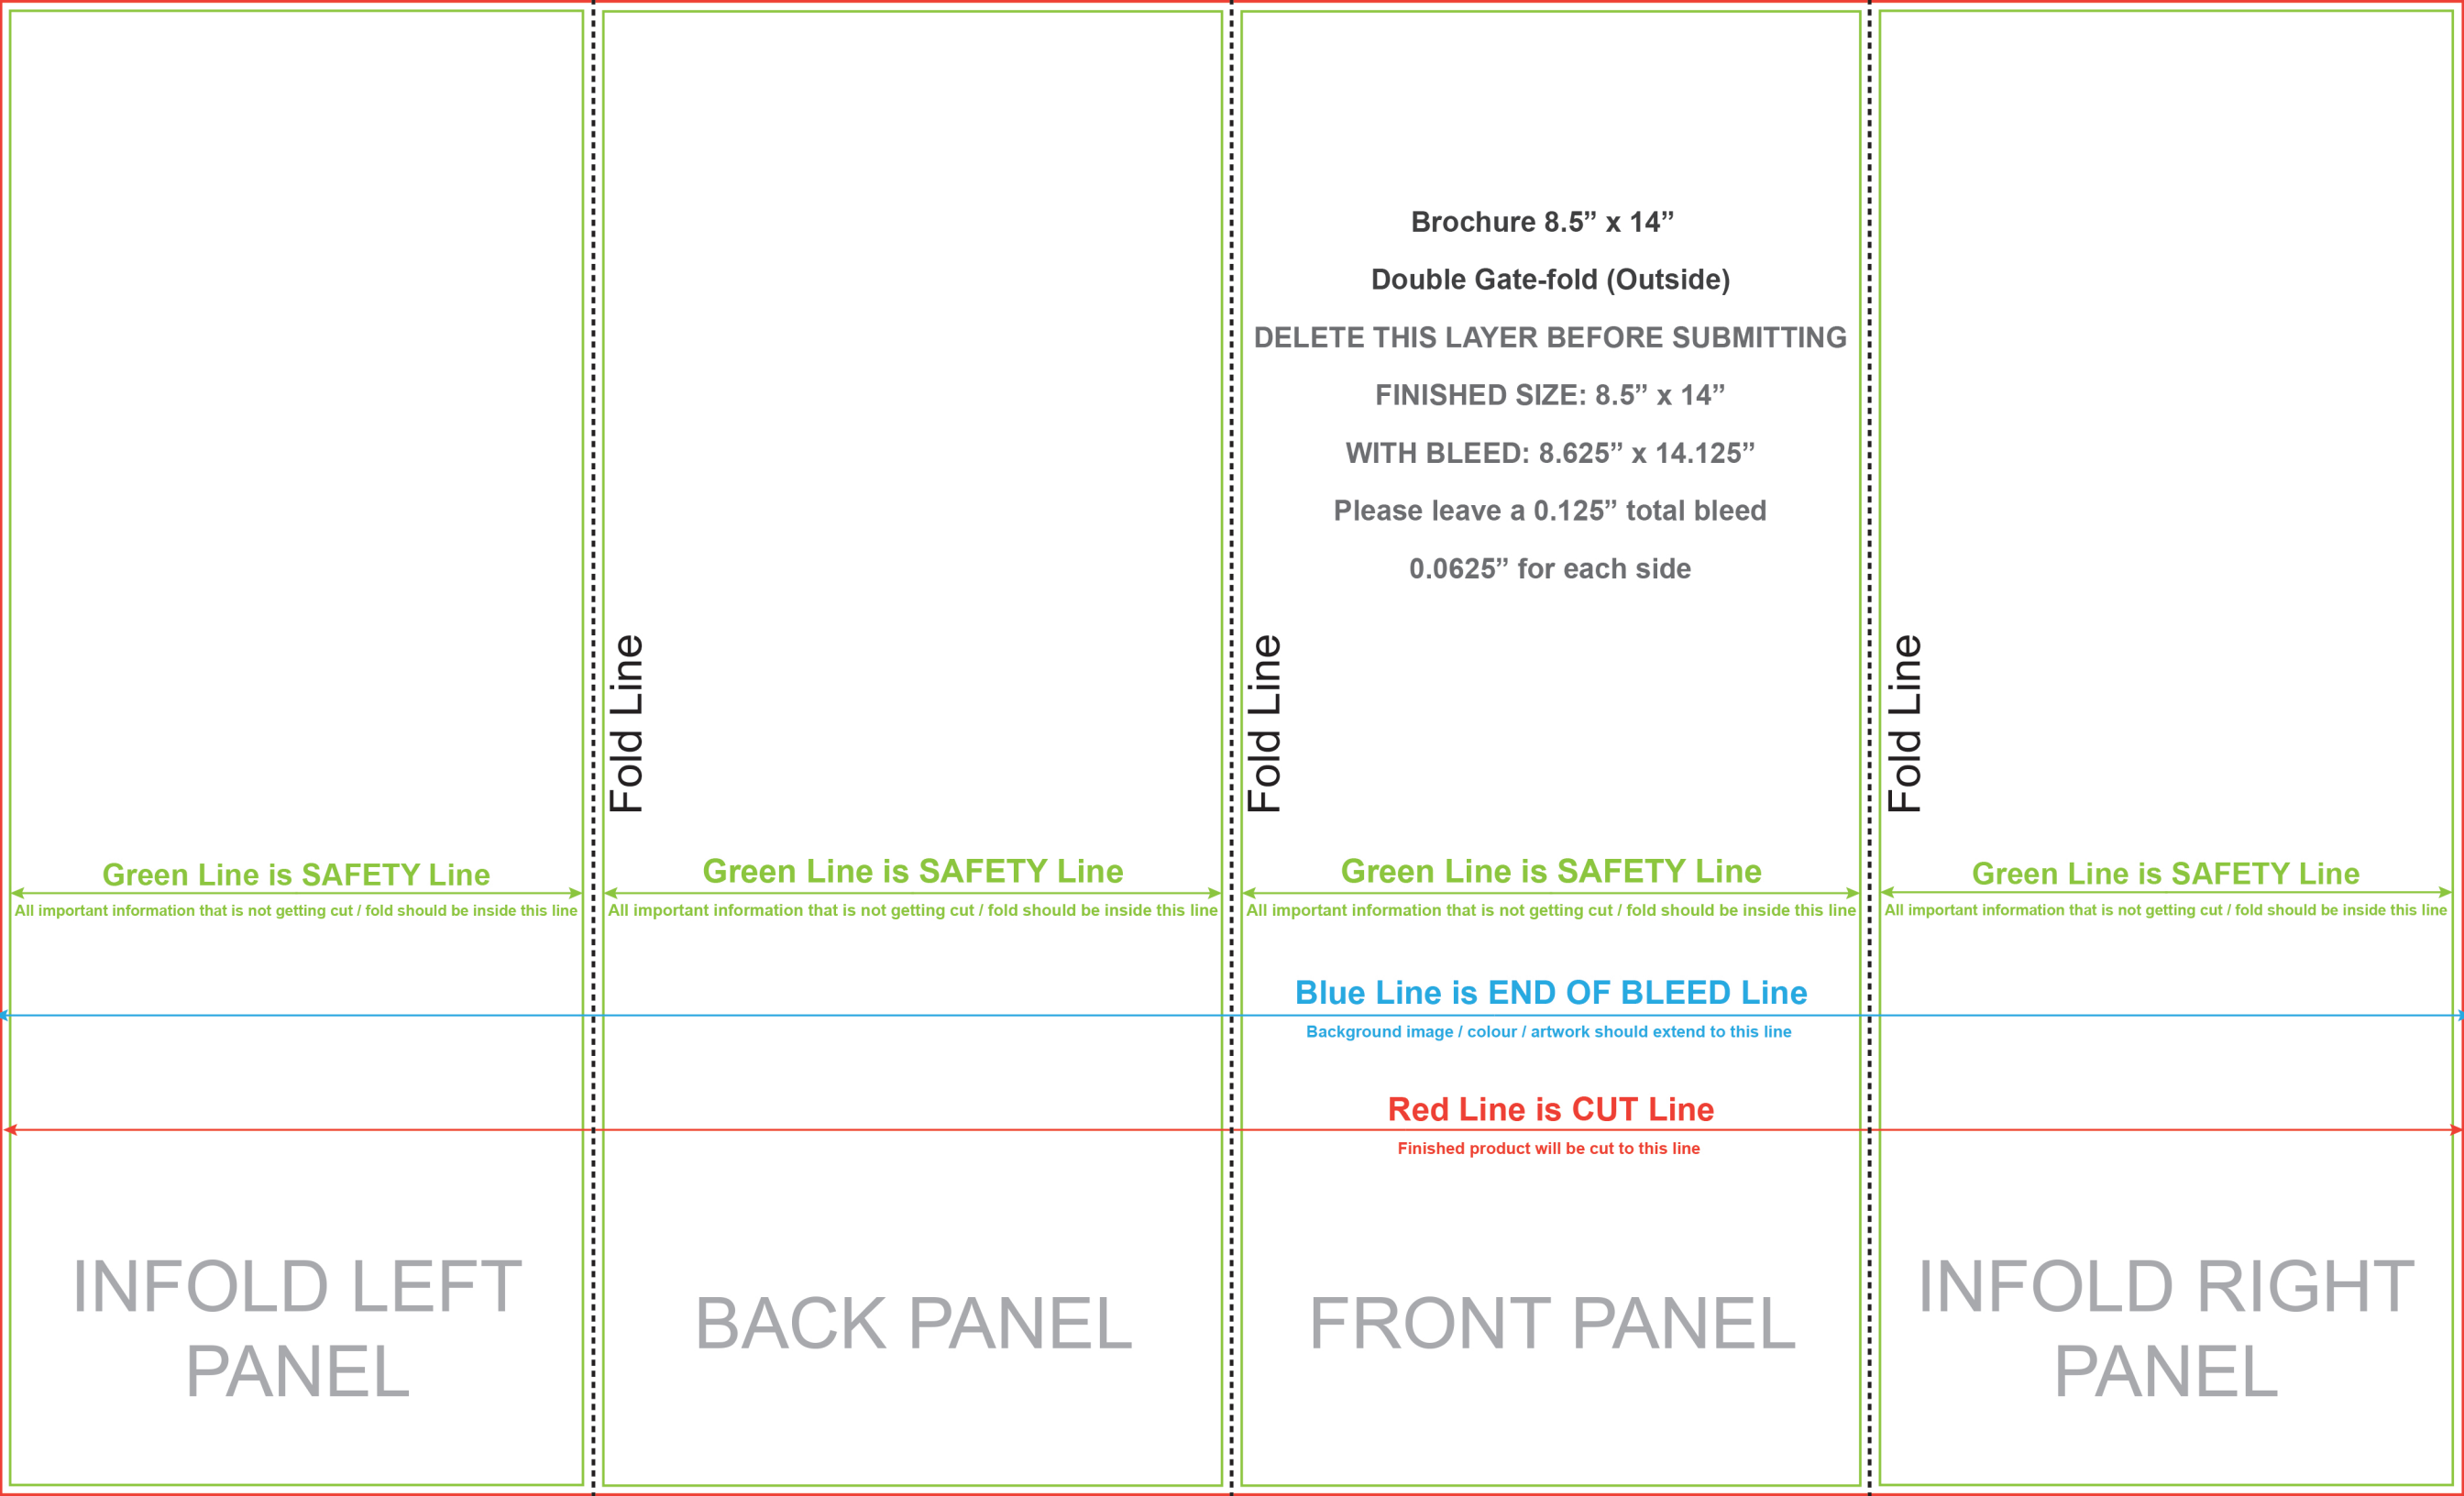 Brochure 8.5” x 14”
Double Gate-fold (Outside)
DELETE THIS LAYER BEFORE SUBMITTING
FINISHED SIZE: 8.5” x 14”
WITH BLEED: 8.625” x 14.125”
Please leave a 0.125” total bleed
0.0625” for each side
Fold Line
Fold Line
Fold Line
Green Line is SAFETY Line
All important information that is not getting cut / fold should be inside this line
Green Line is SAFETY Line
All important information that is not getting cut / fold should be inside this line
Green Line is SAFETY Line
All important information that is not getting cut / fold should be inside this line
Green Line is SAFETY Line
All important information that is not getting cut / fold should be inside this line
Blue Line is END OF BLEED Line
Background image / colour / artwork should extend to this line
Red Line is CUT Line
Finished product will be cut to this line
INFOLD LEFT
PANEL
BACK PANEL
FRONT PANEL
INFOLD RIGHT
PANEL